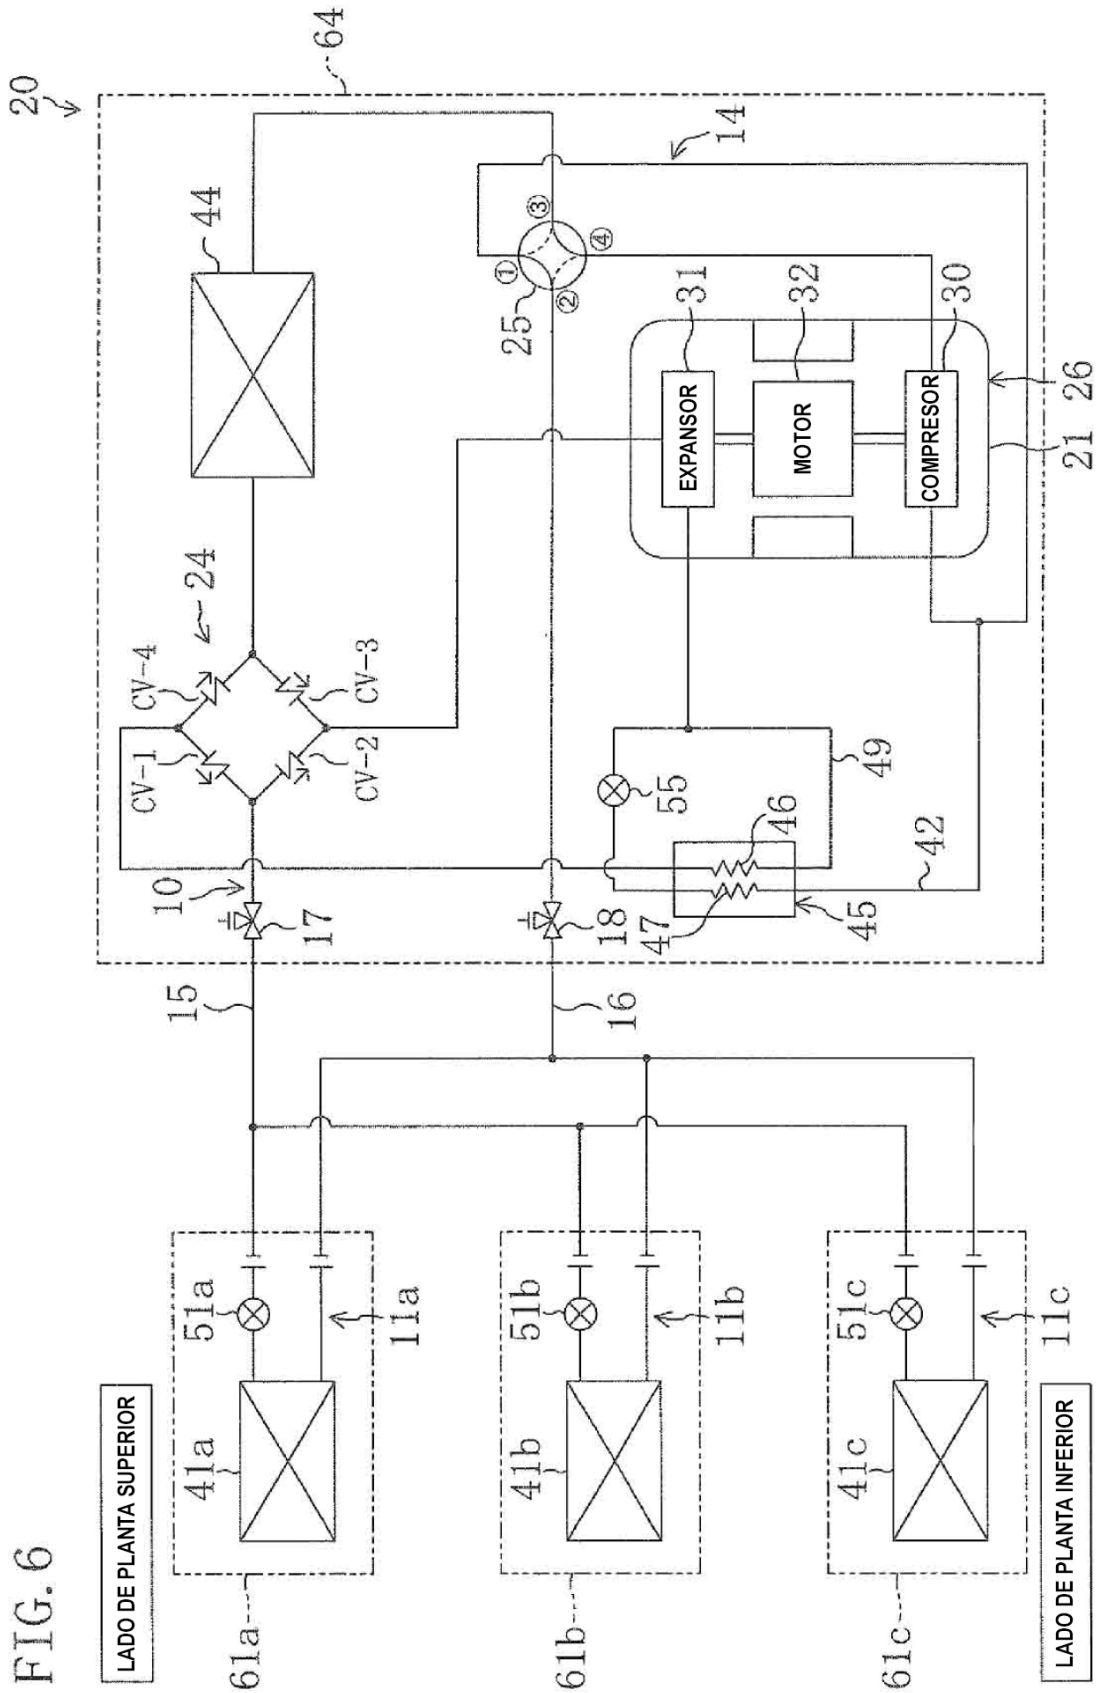 FIG. 6
20
64
LADO DE PLANTA SUPERIOR
61a
41a
51a
11a
15
17
10
CV-1
CV-4
CV-2
CV-3
24
44
61b
41b
51b
11b
16
18
25
①
②
③
④
14
47
46
45
55
49
42
EXPANSOR
31
MOTOR
32
COMPRESOR
30
21
26
61c
41c
51c
11c
LADO DE PLANTA INFERIOR